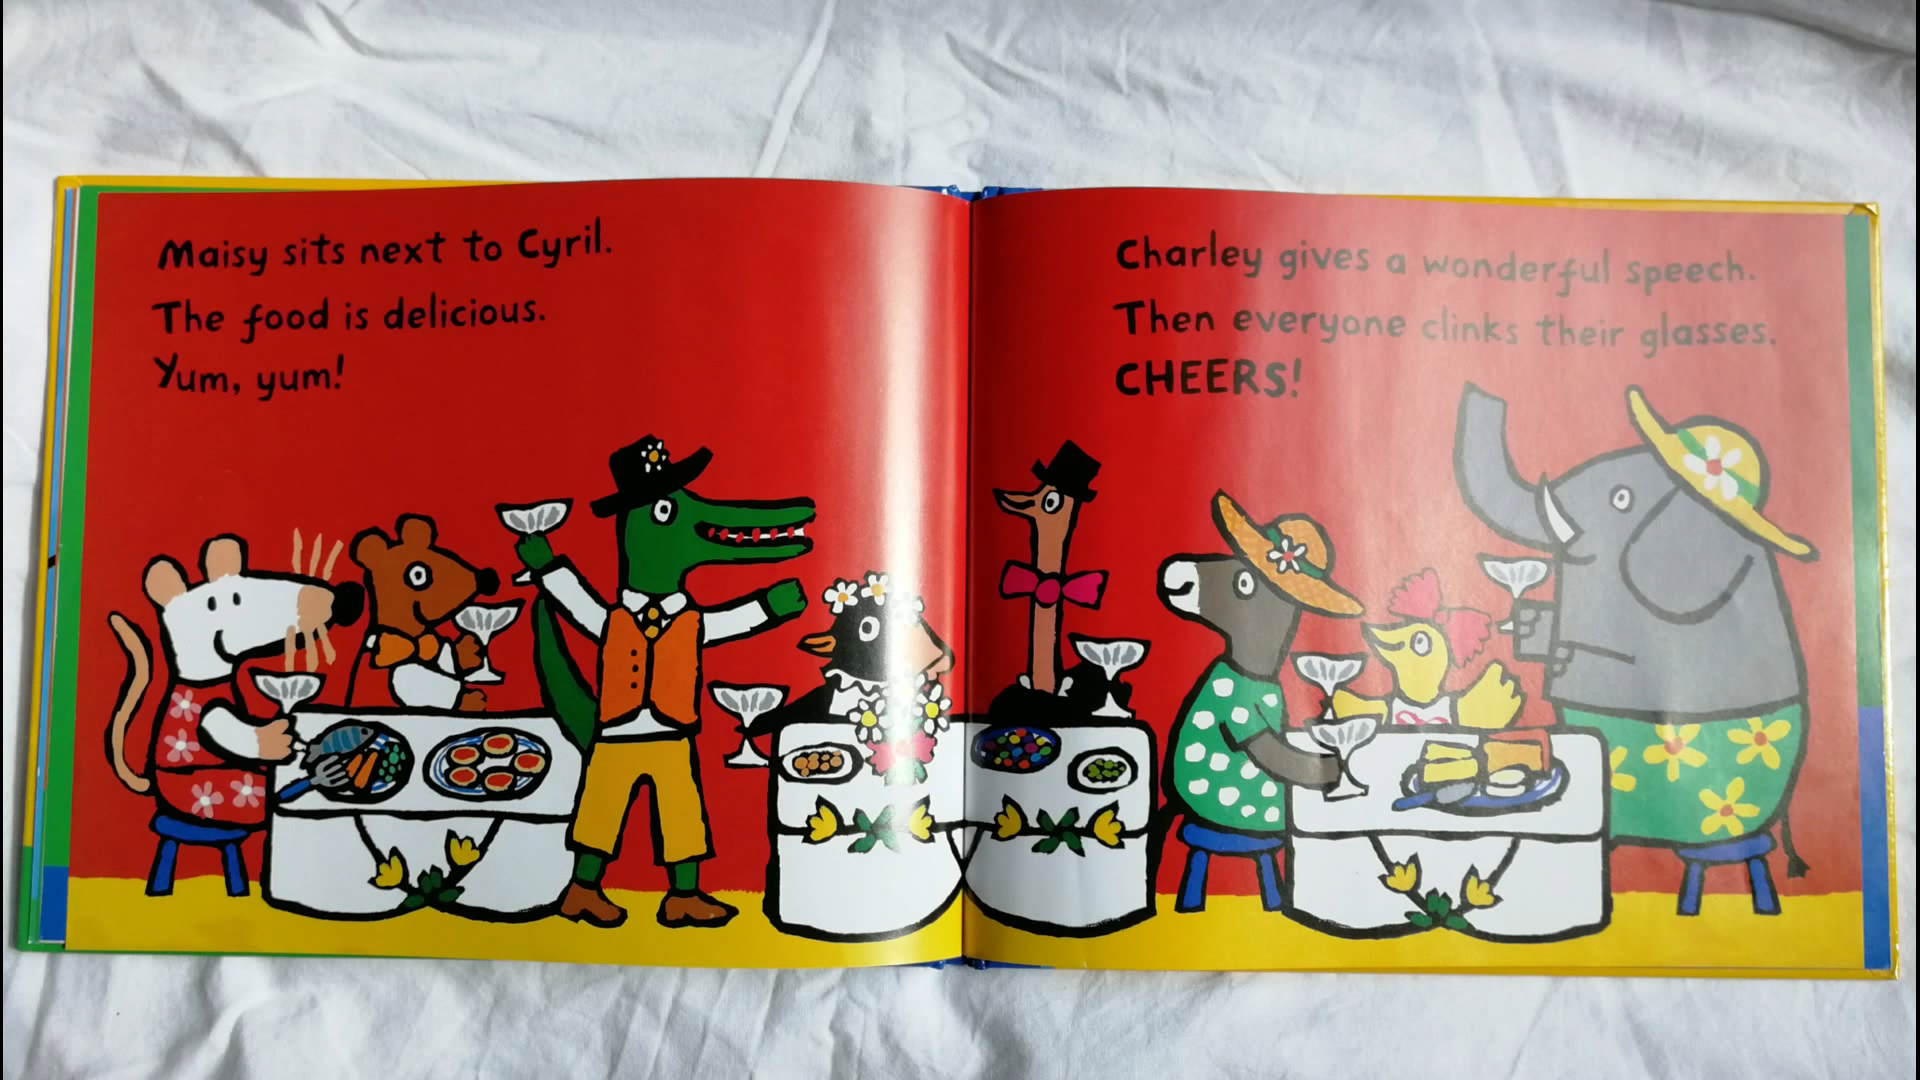 Maisy sits next to Cyril.
The food is delicious.
Yum, yum!
Charley gives a wonderful speech.
Then everyone clinks their glasses.
CHEERS!